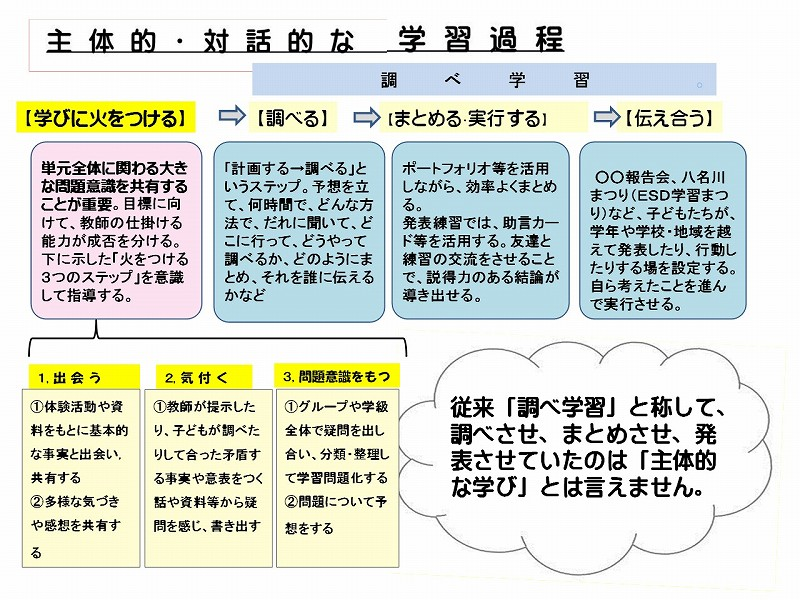 主体的・対話的な 学習過程
調べ学習 。
【学びに火をつける】
【調べる】
【まとめる・実行する】
【伝え合う】
単元全体に関わる大き
な問題意識を共有する
ことが重要。目標に向
けて、教師の仕掛ける
能力が成否を分ける。
下に示した「火をつける
3つのステップ」を意識
して指導する。
「計画する→調べる」と
いうステップ。予想を立
て、何時間で、どんな方
法で、だれに聞いて、ど
こに行って、どうやって
調べるか、どのようにま
とめ、それを誰に伝える
かなど
ポートフォリオ等を活用
しながら、効率よくまとめ
る。
発表練習では、助言カー
ド等を活用する。友達と
練習の交流をさせること
で、説得力のある結論が
導き出せる。
〇〇報告会、八名川
まつり(ESD学習まつ
り)など、子どもたちが、
学年や学校・地域を越
えて発表したり、行動し
たりする場を設定する。
自ら考えたことを進ん
で実行させる。
1,出会う
①体験活動や資
料をもとに基本的
な事実と出会い,
共有する
②多様な気づき
や感想を共有す
る
2,気付く
①教師が提示した
り、子どもが調べた
りして合った矛盾す
る事実や意表をつく
話や資料等から疑
問を感じ、書き出す
3,問題意識をもつ
①グループや学級
全体で疑問を出し
合い、分類・整理し
て学習問題化する
②問題について予
想をする
従来「調べ学習」と称して、
調べさせ、まとめさせ、発
表させていたのは「主体的
な学び」とは言えません。